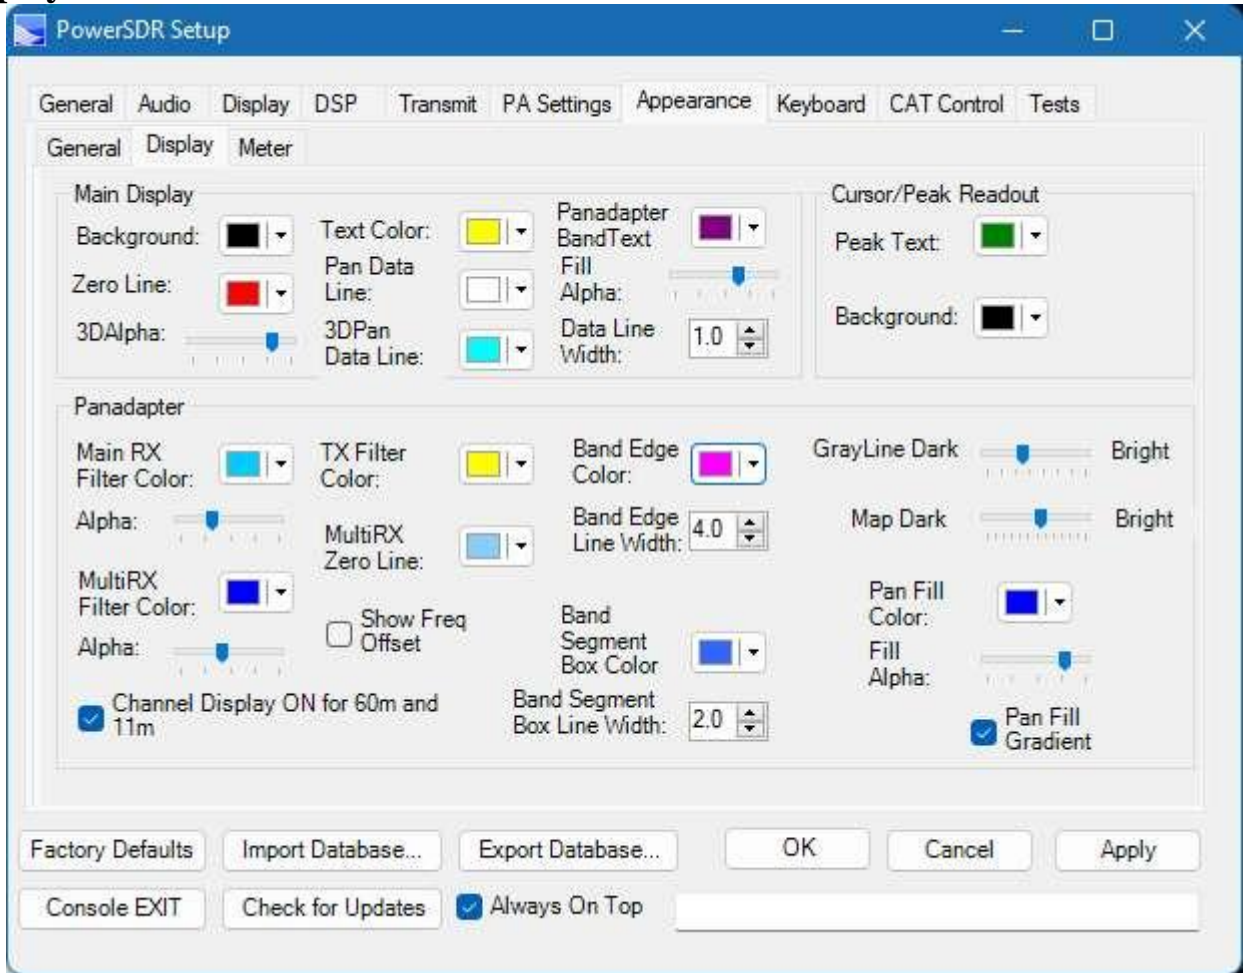 PowerSDR Setup
General Audio Display DSP Transmit PA Settings Appearance Keyboard CAT Control Tests
General Display Meter
Main Display
Background:
Text Color:
Panadapter
BandText
Zero Line:
Pan Data
Line:
Fill
Alpha:
3DAlpha:
3DPan
Data Line:
Data Line
Width:
1.0
Cursor/Peak Readout
Peak Text:
Background:
Panadapter
Main RX
Filter Color:
TX Filter
Color:
Band Edge
Color:
GrayLine Dark
Bright
Alpha:
MultiRX
Zero Line:
Band Edge
Line Width:
4.0
Map Dark
Bright
MultiRX
Filter Color:
Show Freq
Offset
Band
Segment
Box Color
Pan Fill
Color:
Alpha:
Fill
Alpha:
Channel Display ON for 60m and
11m
Band Segment
Box Line Width:
2.0
Pan Fill
Gradient
Factory Defaults Import Database... Export Database... OK Cancel Apply
Console EXIT Check for Updates Always On Top